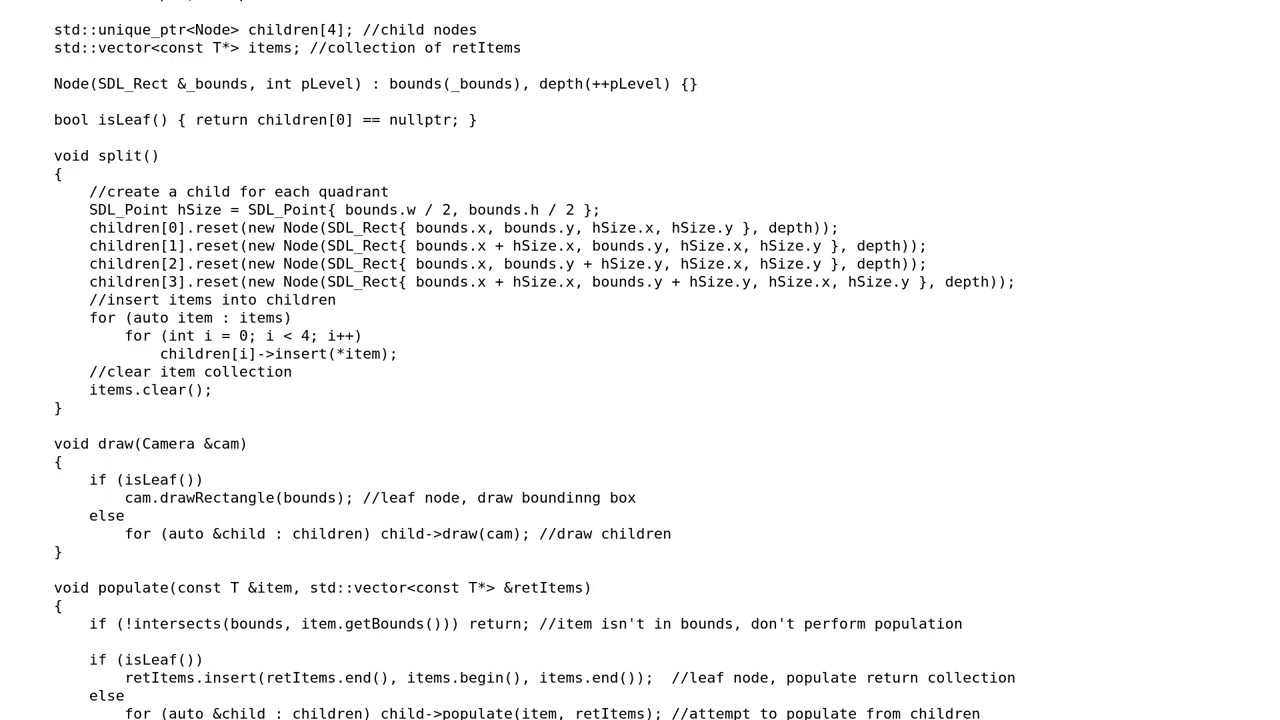 std::unique_ptr<Node> children[4]; //child nodes
std::vector<const T*> items; //collection of retItems
Node(SDL_Rect &_bounds, int pLevel) : bounds(_bounds), depth(++pLevel) {}
bool isLeaf() { return children[0] == nullptr; }
void split()
{
//create a child for each quadrant
SDL_Point hSize = SDL_Point{ bounds.w / 2, bounds.h / 2 };
children[0].reset(new Node(SDL_Rect{ bounds.x, bounds.y, hSize.x, hSize.y }, depth));
children[1].reset(new Node(SDL_Rect{ bounds.x + hSize.x, bounds.y, hSize.x, hSize.y }, depth));
children[2].reset(new Node(SDL_Rect{ bounds.x, bounds.y + hSize.y, hSize.x, hSize.y }, depth));
children[3].reset(new Node(SDL_Rect{ bounds.x + hSize.x, bounds.y + hSize.y, hSize.x, hSize.y }, depth));
//insert items into children
for (auto item : items)
for (int i = 0; i < 4; i++)
children[i]->insert(*item);
//clear item collection
items.clear();
}
void draw(Camera &cam)
{
if (isLeaf())
cam.drawRectangle(bounds); //leaf node, draw boundinng box
else
for (auto &child : children) child->draw(cam); //draw children
}
void populate(const T &item, std::vector<const T*> &retItems)
{
if (!intersects(bounds, item.getBounds())) return; //item isn't in bounds, don't perform population
if (isLeaf())
retItems.insert(retItems.end(), items.begin(), items.end());  //leaf node, populate return collection
else
for (auto &child : children) child->populate(item, retItems); //attempt to populate from children